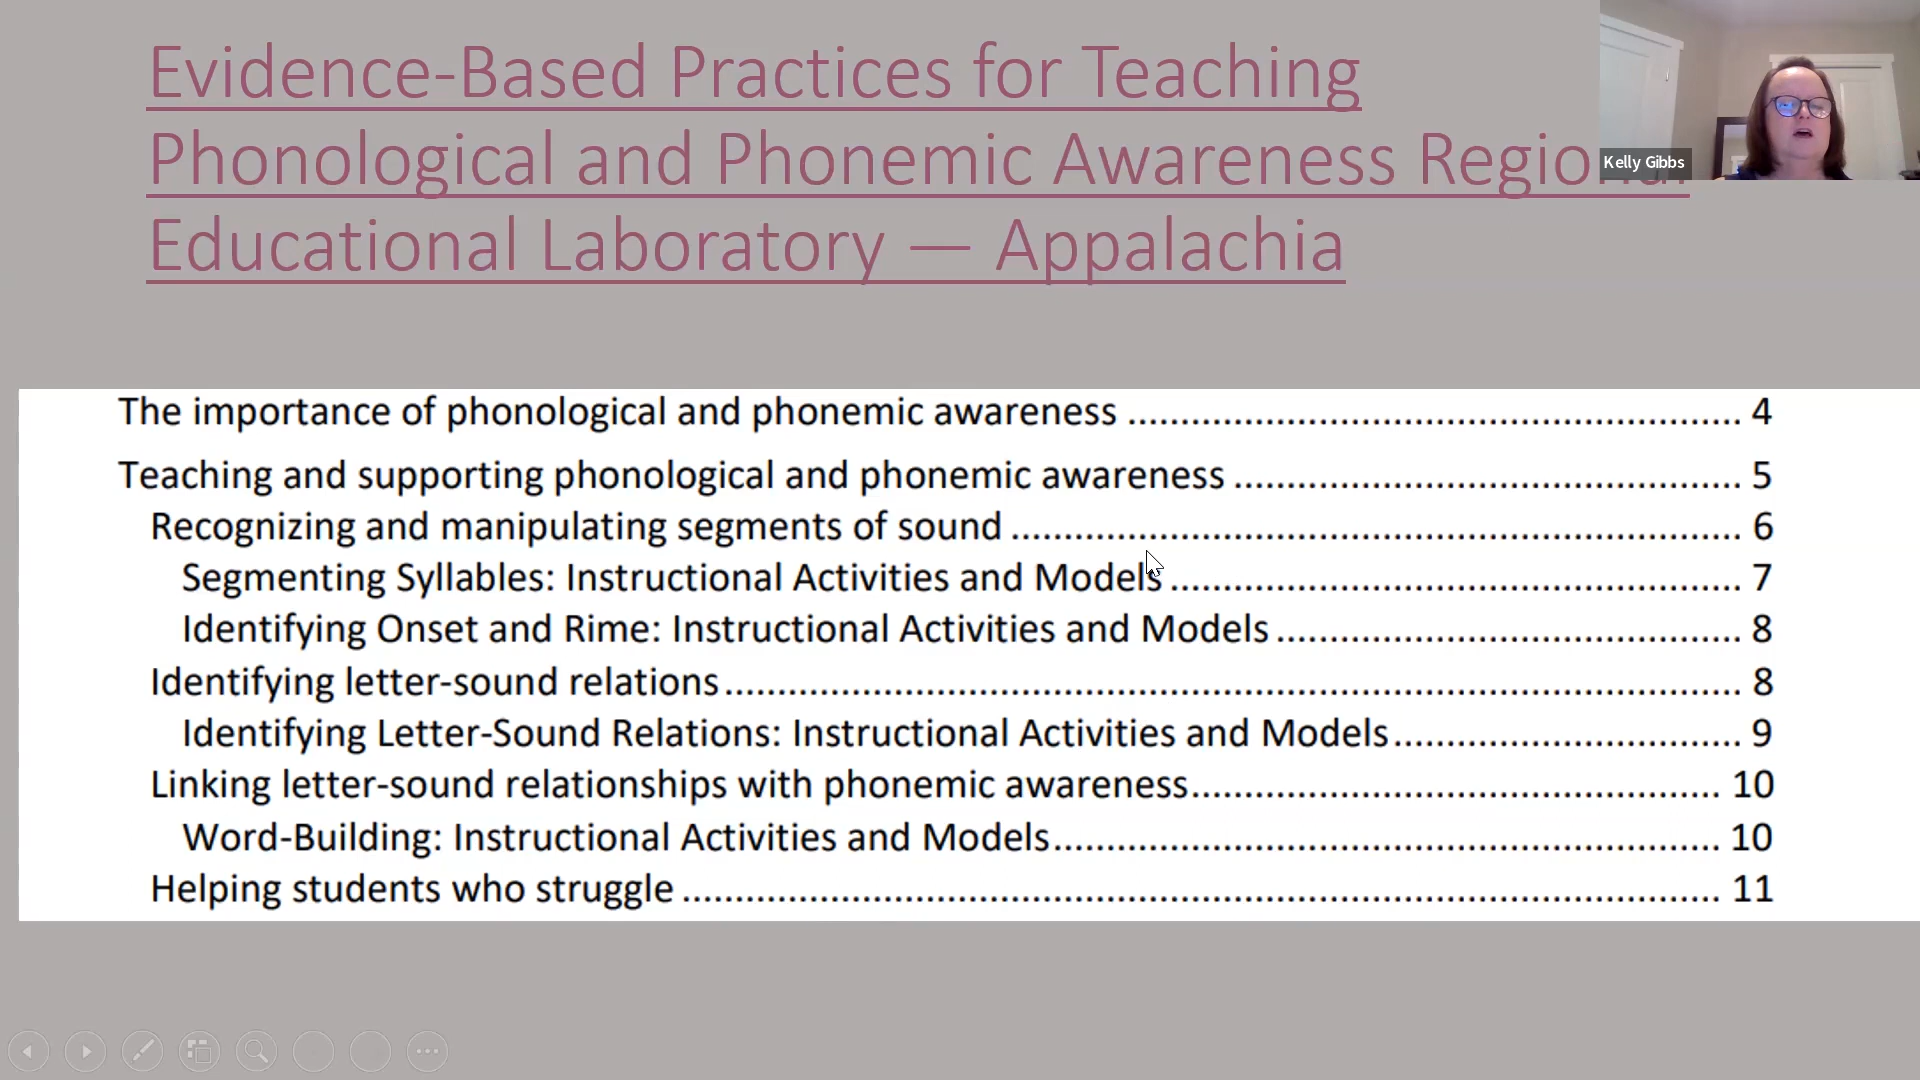 Evidence-Based Practices for Teaching
Phonological and Phonemic Awareness Regional
Educational Laboratory — Appalachia
Kelly Gibbs
The importance of phonological and phonemic awareness .......... 4
Teaching and supporting phonological and phonemic awareness .......... 5
Recognizing and manipulating segments of sound .......... 6
Segmenting Syllables: Instructional Activities and Models .......... 7
Identifying Onset and Rime: Instructional Activities and Models .......... 8
Identifying letter-sound relations .......... 8
Identifying Letter-Sound Relations: Instructional Activities and Models .......... 9
Linking letter-sound relationships with phonemic awareness .......... 10
Word-Building: Instructional Activities and Models .......... 10
Helping students who struggle .......... 11